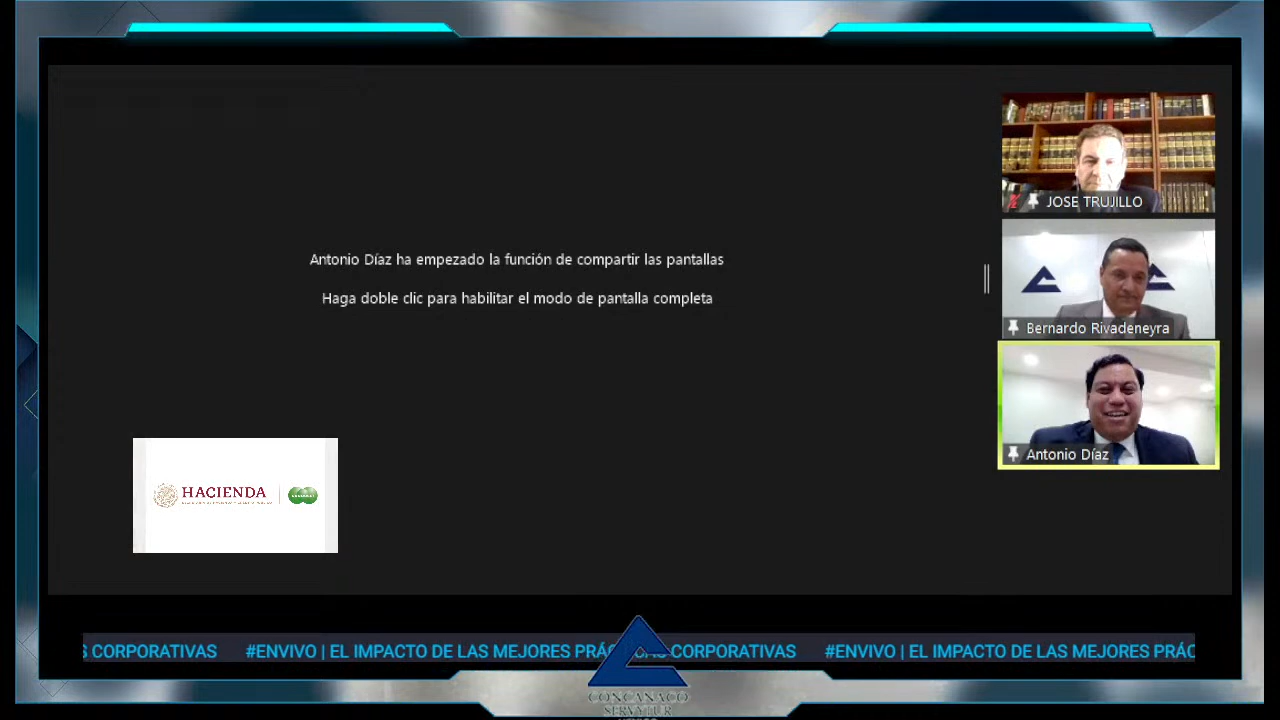 JOSE TRUJILLO
Antonio Díaz ha empezado la función de compartir las pantallas
Haga doble clic para habilitar el modo de pantalla completa
Bernardo Rivadeneyra
Antonio Díaz
HACIENDA
S CORPORATIVAS #ENVIVO | EL IMPACTO DE LAS MEJORES PRÁCTICAS CORPORATIVAS #ENVIVO | EL IMPACTO DE LAS MEJORES PRÁC
CONCANACO
SERVYTUR